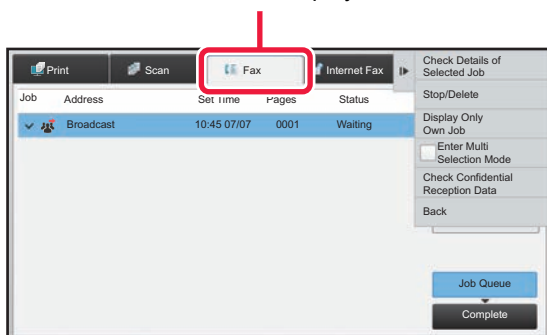 Print
Scan
Fax
Internet Fax
Job
Address
Set Time
Pages
Status
Broadcast
10:45 07/07
0001
Waiting
Check Details of
Selected Job
Stop/Delete
Display Only
Own Job
Enter Multi
Selection Mode
Check Confidential
Reception Data
Back
Job Queue
Complete